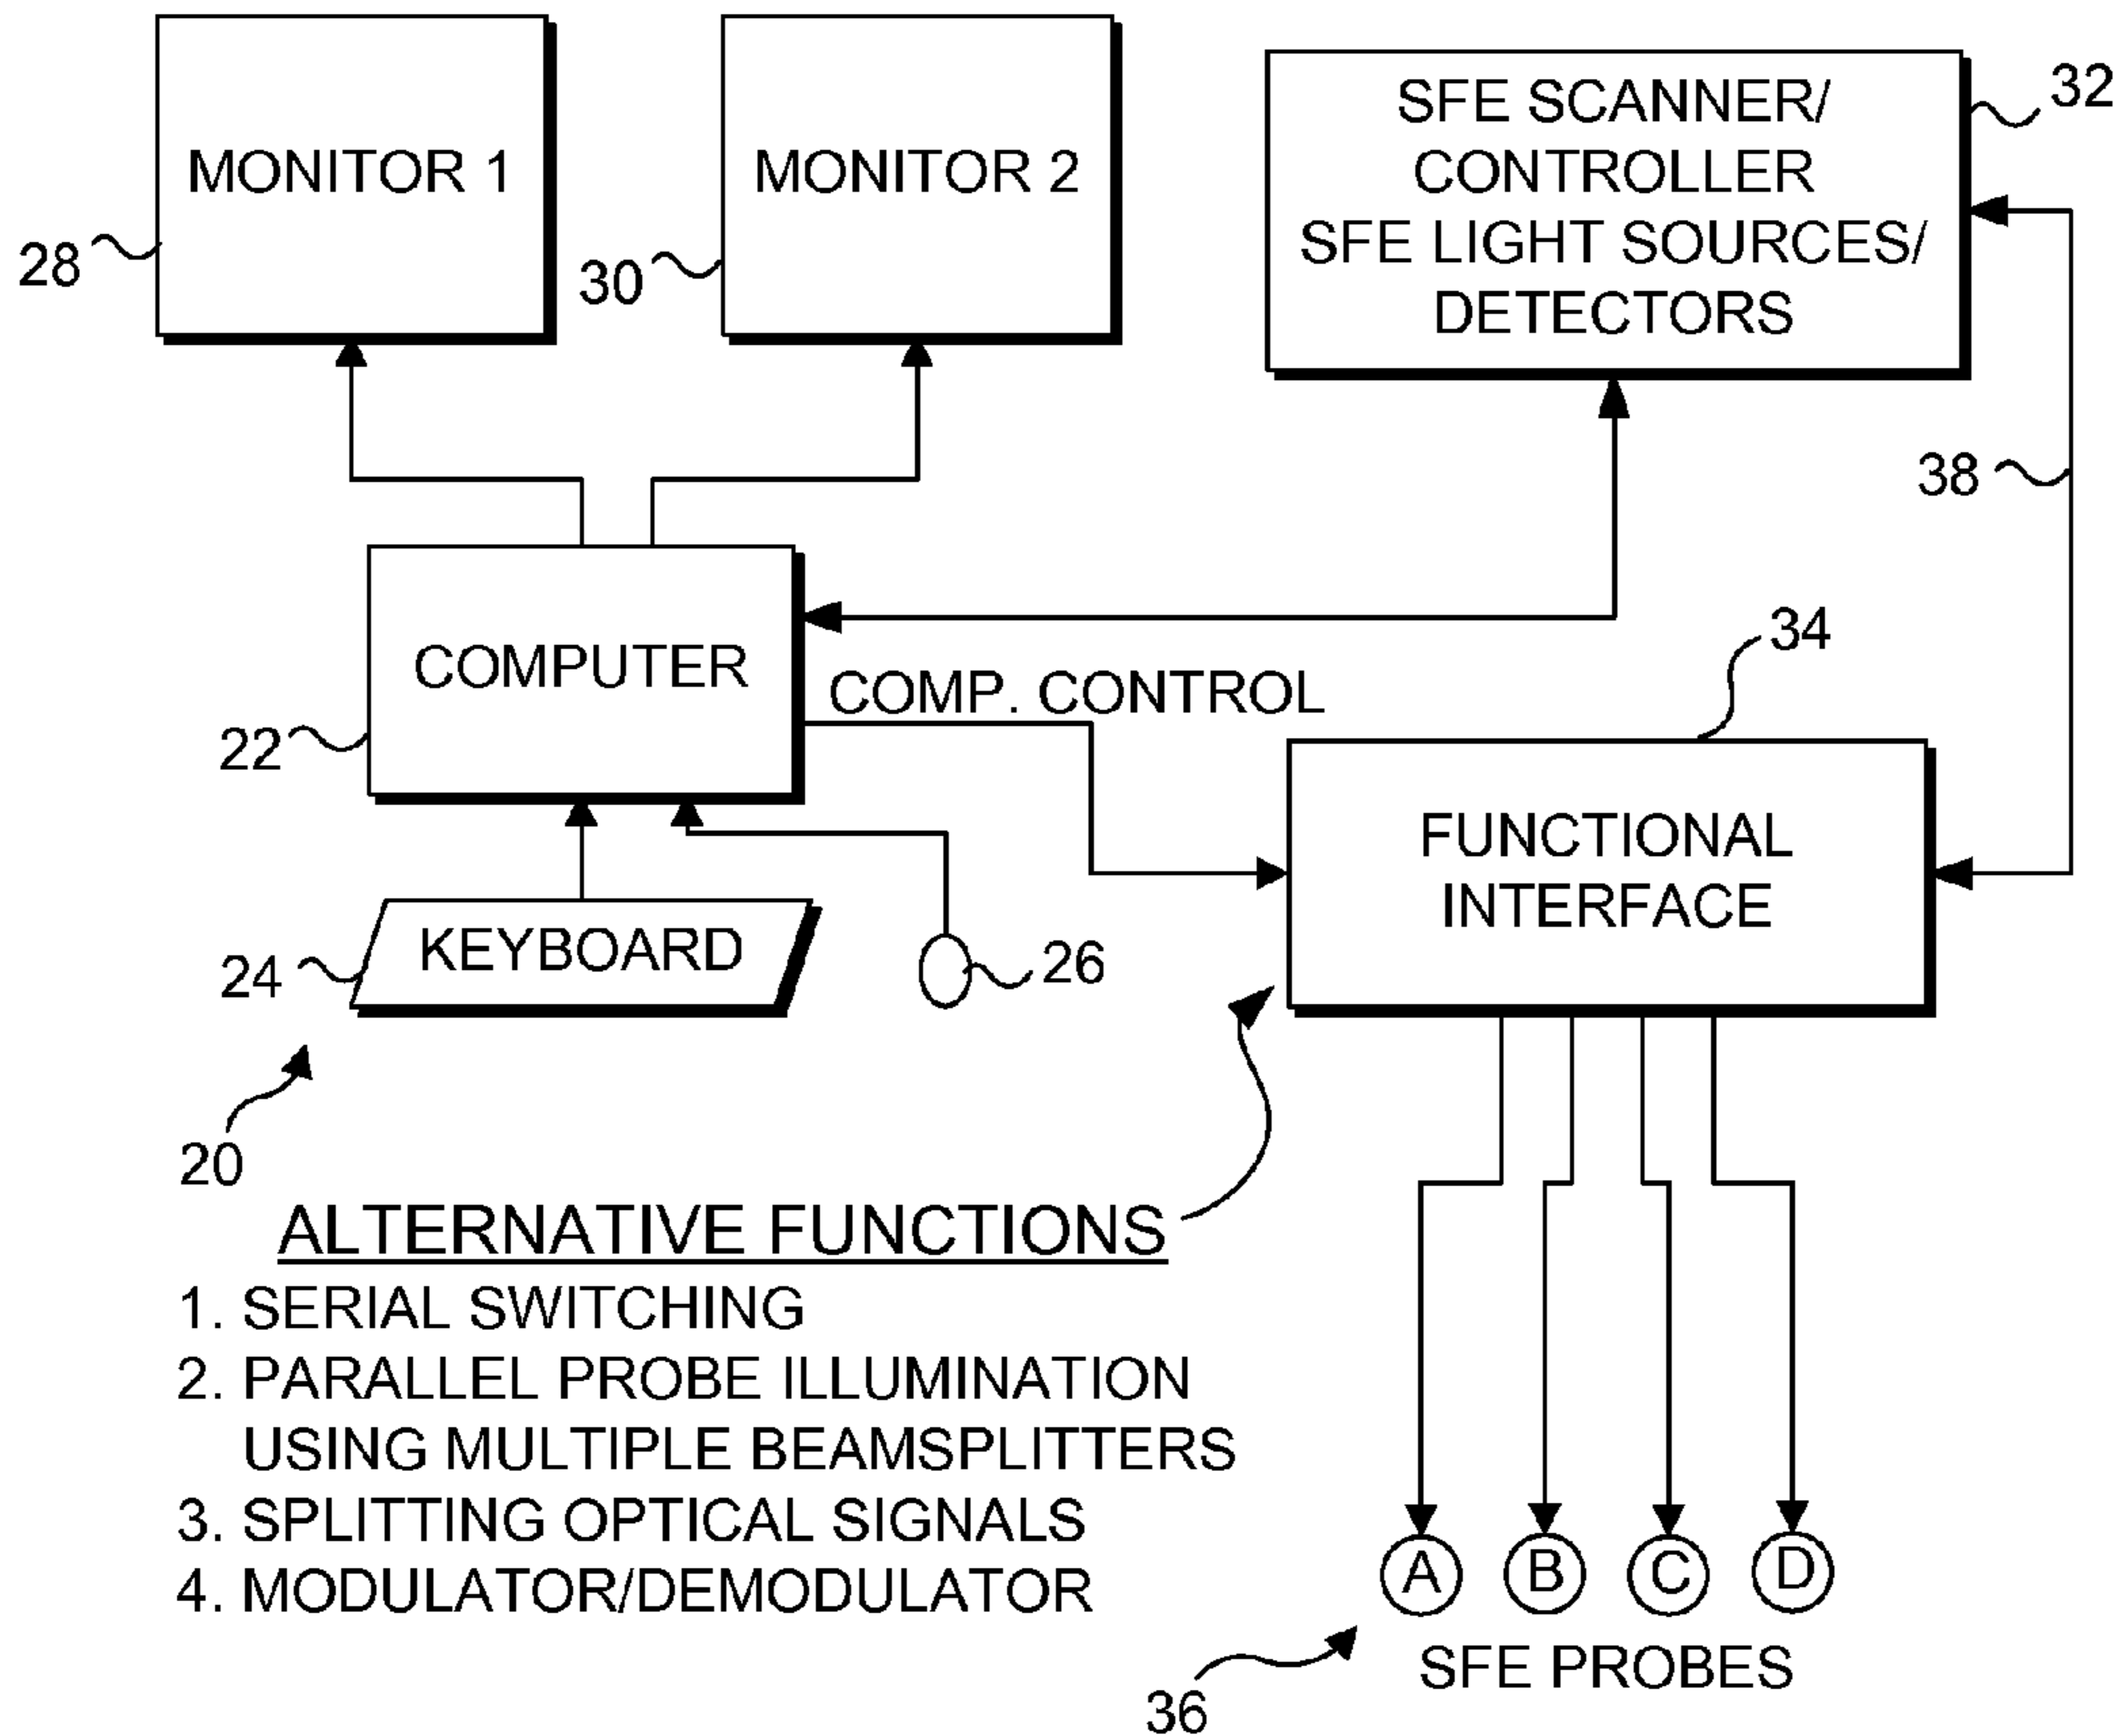 MONITOR 1
28
MONITOR 2
30
SFE SCANNER/
CONTROLLER
SFE LIGHT SOURCES/
DETECTORS
32
38
COMPUTER
22
COMP. CONTROL
34
FUNCTIONAL
INTERFACE
KEYBOARD
24
26
20
ALTERNATIVE FUNCTIONS
1. SERIAL SWITCHING
2. PARALLEL PROBE ILLUMINATION
USING MULTIPLE BEAMSPLITTERS
3. SPLITTING OPTICAL SIGNALS
4. MODULATOR/DEMODULATOR
A B C D
SFE PROBES
36